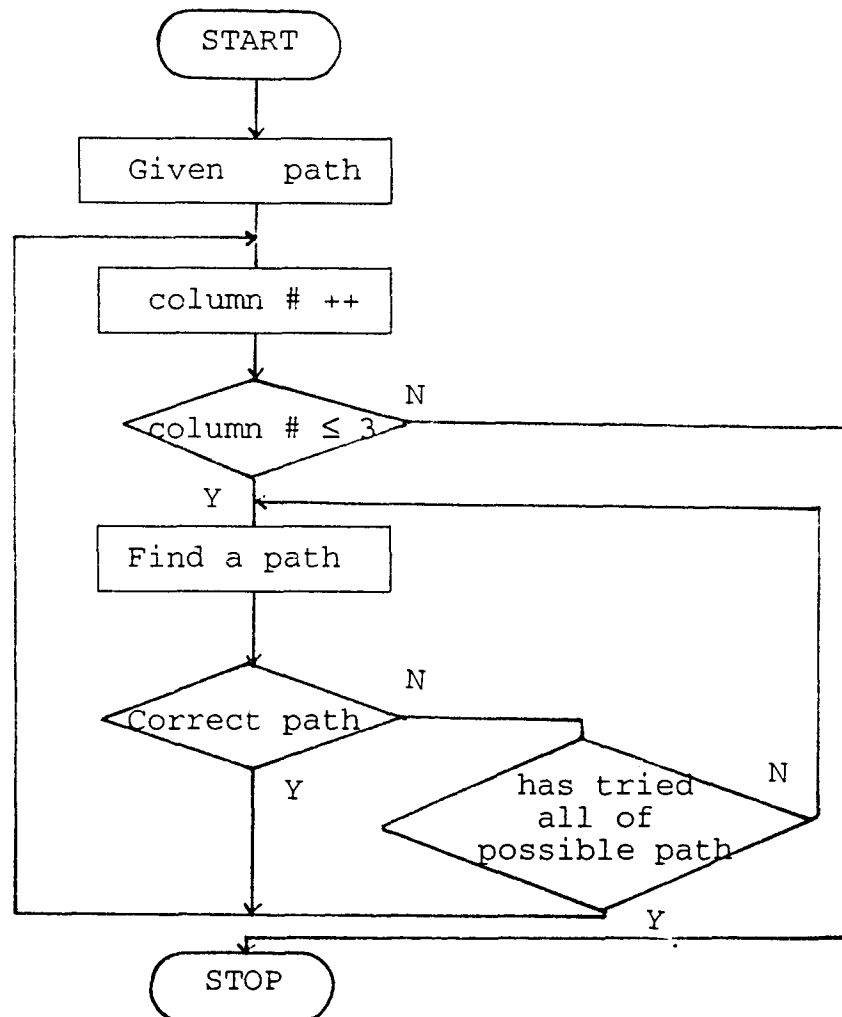 START
Given path
column # ++
N
column # ≤ 3
Y
Find a path
N
Correct path
Y
has tried
all of
possible path
N
Y
STOP